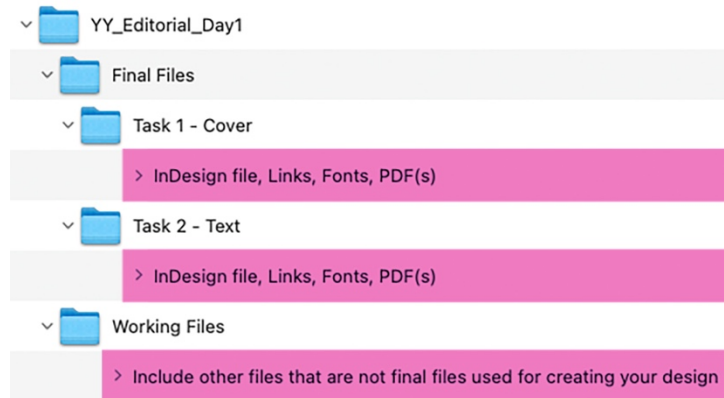 YY_Editorial_Day1
Final Files
Task 1 - Cover
InDesign file, Links, Fonts, PDF(s)
Task 2 - Text
InDesign file, Links, Fonts, PDF(s)
Working Files
Include other files that are not final files used for creating your design